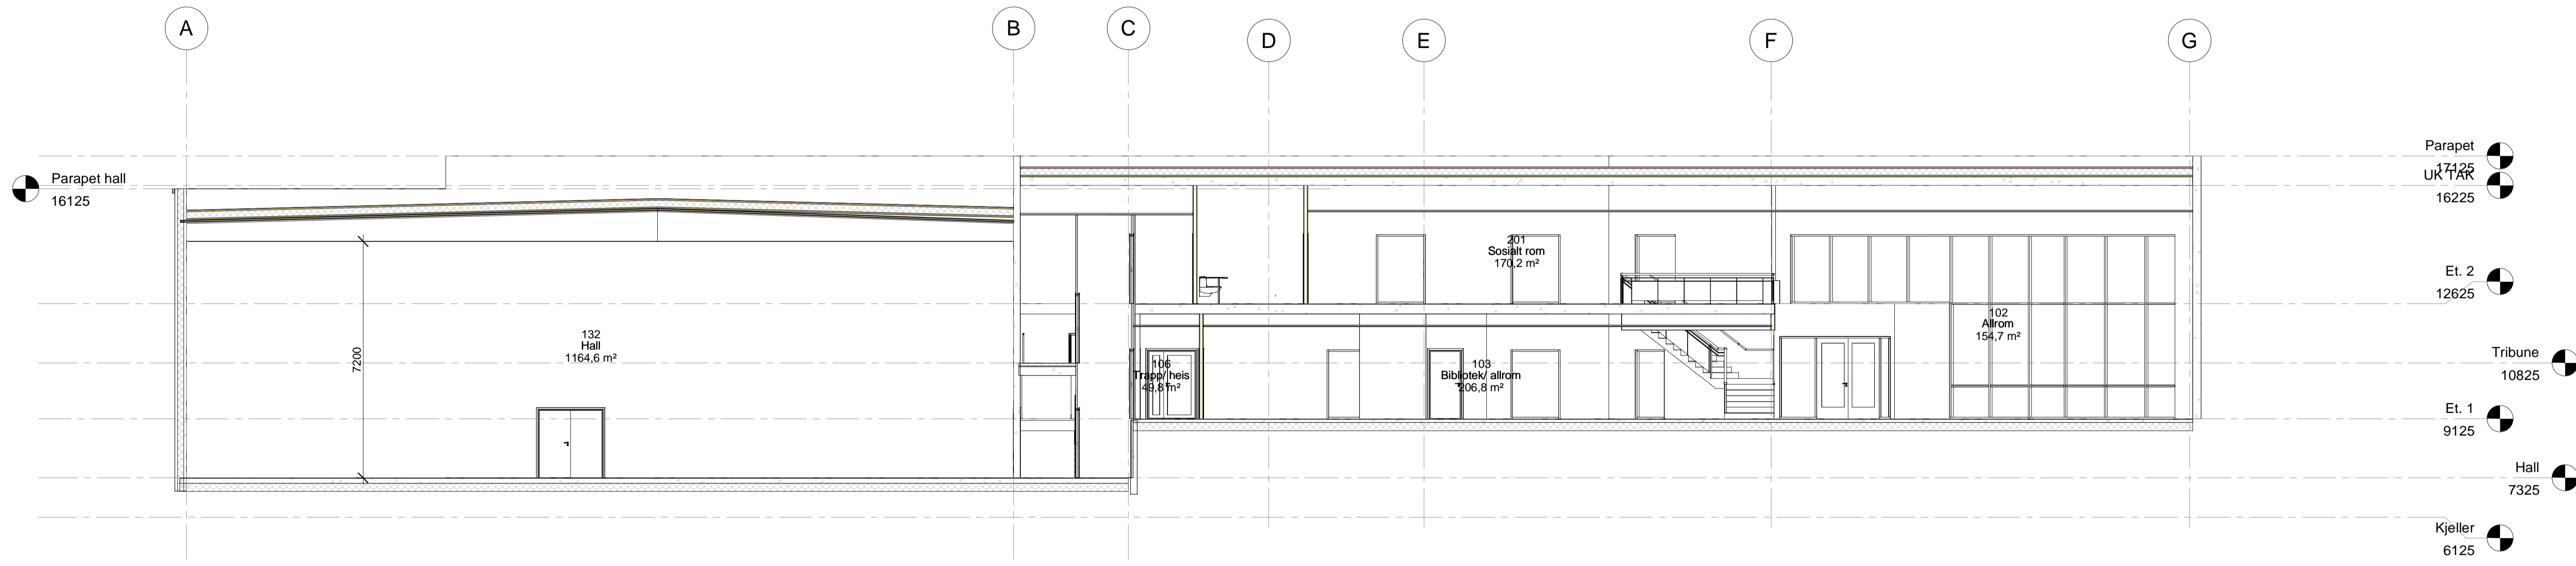 A
B
C
D
E
F
G
Parapet hall
16125
Parapet
17125
UK TAK
16225
Et. 2
12625
Tribune
10825
Et. 1
9125
Hall
7325
Kjeller
6125
7200
132
Hall
1164,6 m²
201
Sosialt rom
170,2 m²
102
Allrom
154,7 m²
106
Trapp/ heis
49,8 m²
103
Bibliotek/ allrom
206,8 m²